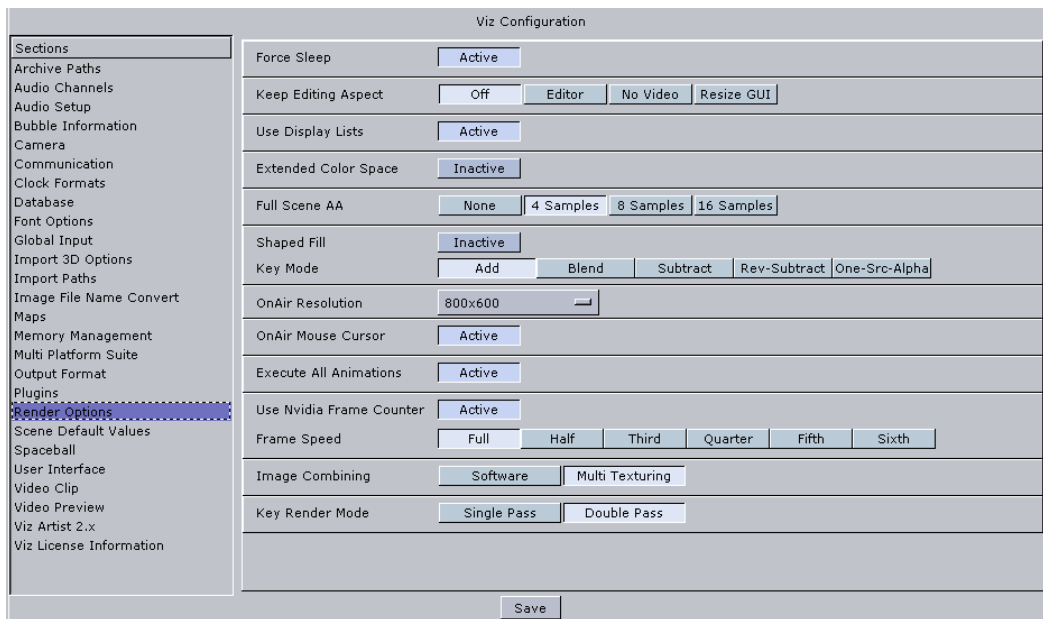 Viz Configuration
Sections
Archive Paths
Audio Channels
Audio Setup
Bubble Information
Camera
Communication
Clock Formats
Database
Font Options
Global Input
Import 3D Options
Import Paths
Image File Name Convert
Maps
Memory Management
Multi Platform Suite
Output Format
Plugins
Render Options
Scene Default Values
Spaceball
User Interface
Video Clip
Video Preview
Viz Artist 2.x
Viz License Information
Force Sleep Active
Keep Editing Aspect Off Editor No Video Resize GUI
Use Display Lists Active
Extended Color Space Inactive
Full Scene AA None 4 Samples 8 Samples 16 Samples
Shaped Fill Inactive
Key Mode Add Blend Subtract Rev-Subtract One-Src-Alpha
OnAir Resolution 800x600
OnAir Mouse Cursor Active
Execute All Animations Active
Use Nvidia Frame Counter Active
Frame Speed Full Half Third Quarter Fifth Sixth
Image Combining Software Multi Texturing
Key Render Mode Single Pass Double Pass
Save